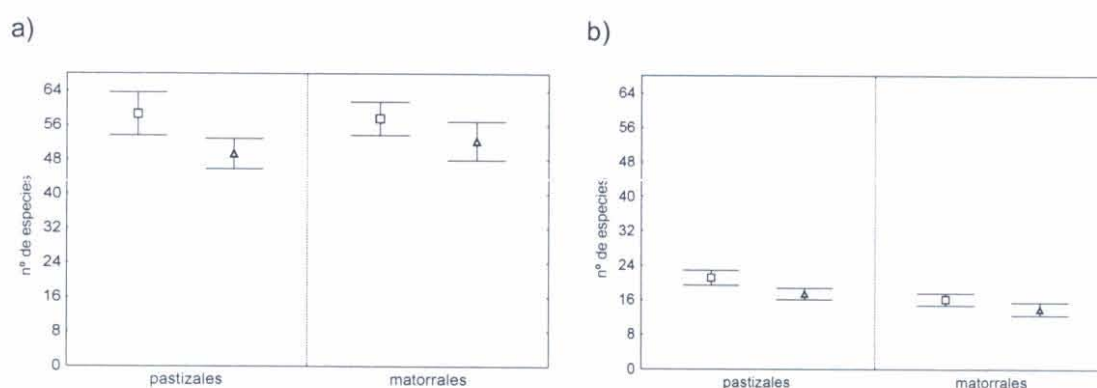 a)
64
56
48
40
32
24
16
8
0
nº de especies
pastizales
matorrales
b)
64
56
48
40
32
24
16
8
0
nº de especies
pastizales
matorrales